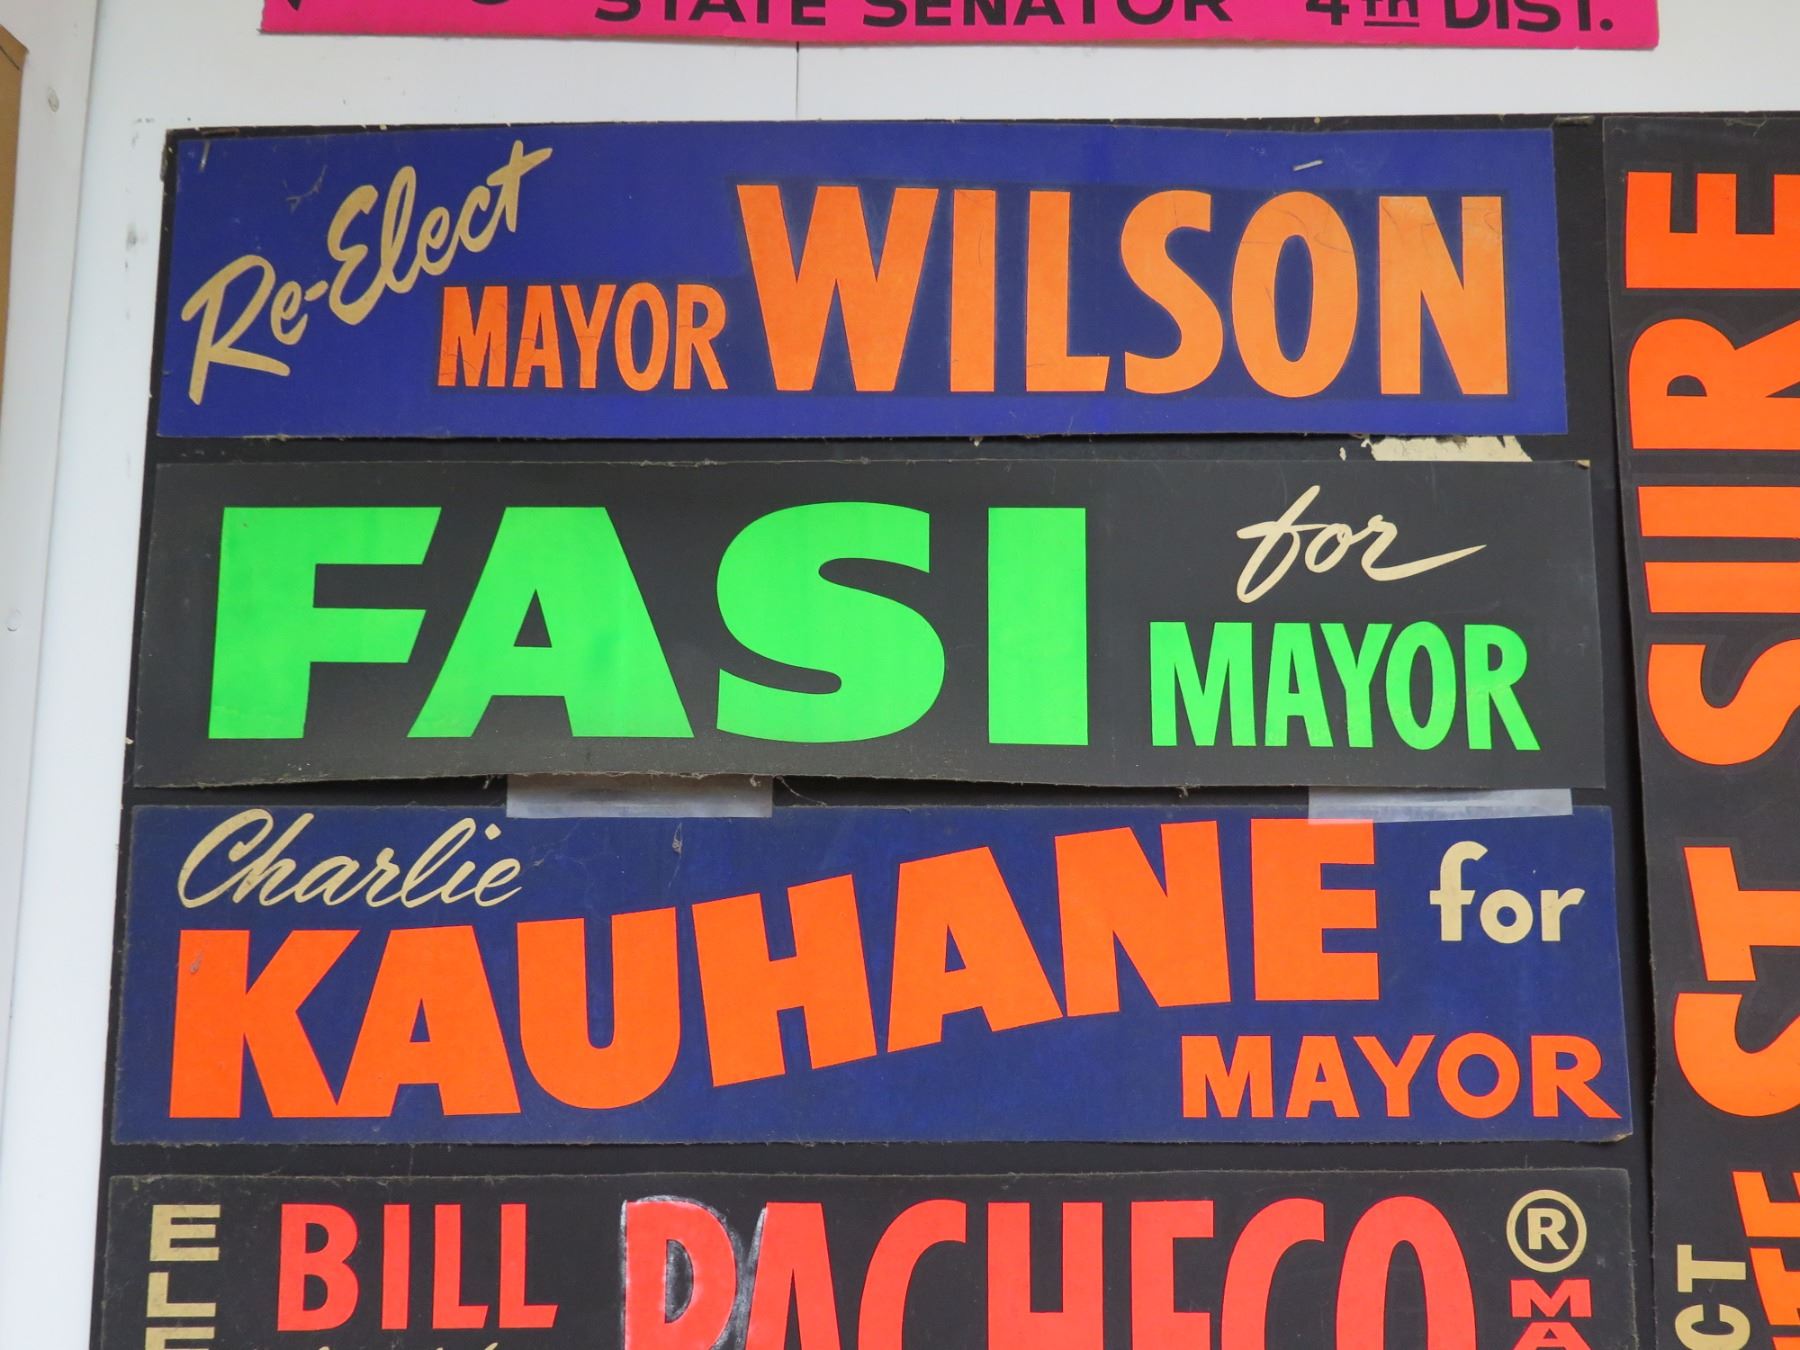 STATE SENATOR 4th DIST.
Re-Elect
MAYOR WILSON
FASI for
MAYOR
Charlie
KAUHANE for
MAYOR
BILL PACHECO Ⓡ